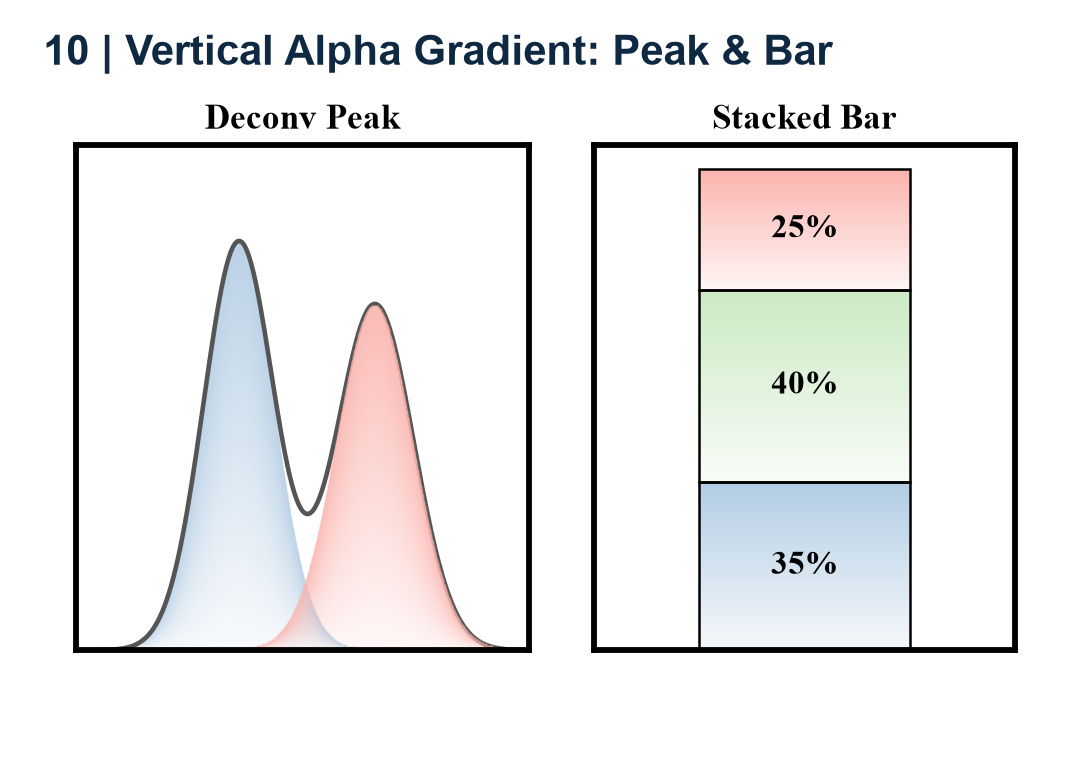 10 | Vertical Alpha Gradient: Peak & Bar
Deconv Peak
Stacked Bar
25%
40%
35%